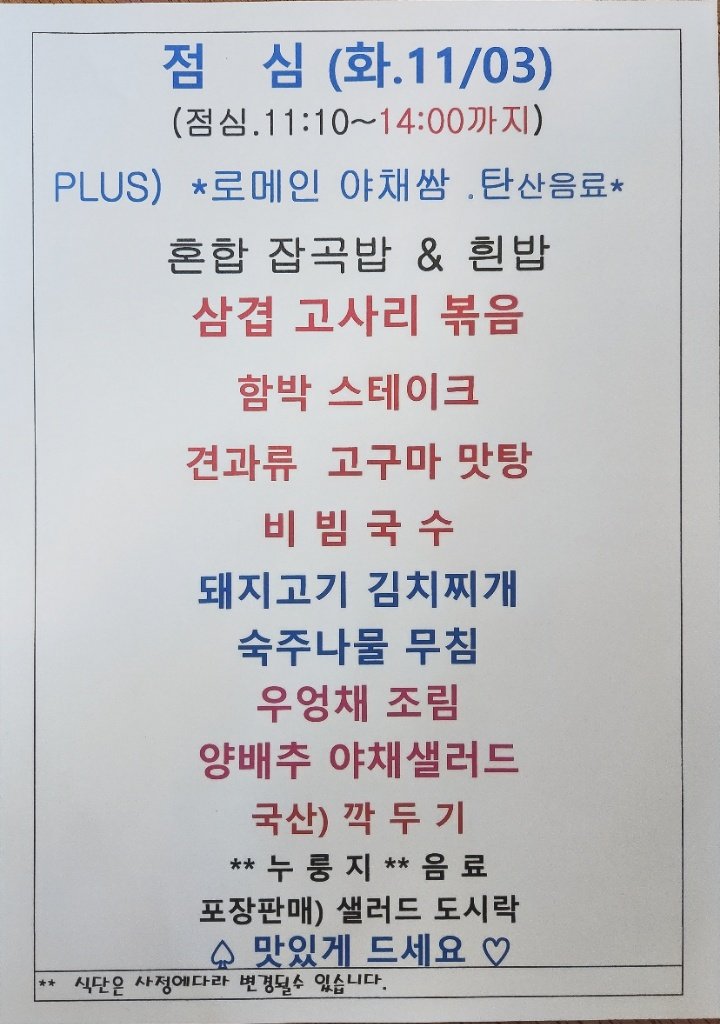 점 심 (화.11/03)
(점심.11:10~14:00까지)
PLUS) *로메인 야채쌈 .탄산음료*
혼합 잡곡밥 & 흰밥
삼겹 고사리 볶음
함박 스테이크
견과류 고구마 맛탕
비 빔 국 수
돼지고기 김치찌개
숙주나물 무침
우엉채 조림
양배추 야채샐러드
국산) 깍 두 기
** 누 룽 지 ** 음 료
포장판매) 샐러드 도시락
♤ 맛있게 드세요 ♡
** 식단은 사정에다라 변경될수 있습니다.